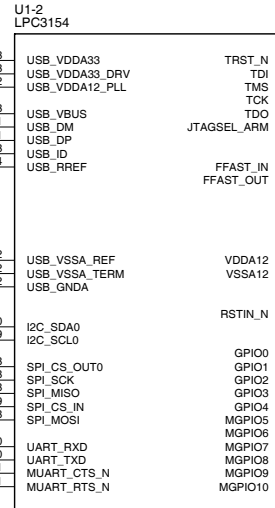 U1-2
LPC3154
USB_VDDA33
USB_VDDA33_DRV
USB_VDDA12_PLL
USB_VBUS
USB_DM
USB_DP
USB_ID
USB_RREF
USB_VSSA_REF
USB_VSSA_TERM
USB_GNDA
I2C_SDA0
I2C_SCL0
SPI_CS_OUT0
SPI_SCK
SPI_MISO
SPI_CS_IN
SPI_MOSI
UART_RXD
UART_TXD
MUART_CTS_N
MUART_RTS_N
TRST_N
TDI
TMS
TCK
TDO
JTAGSEL_ARM
FFAST_IN
FFAST_OUT
VDDA12
VSSA12
RSTIN_N
GPIO0
GPIO1
GPIO2
GPIO3
GPIO4
MGPIO5
MGPIO6
MGPIO7
MGPIO8
MGPIO9
MGPIO10